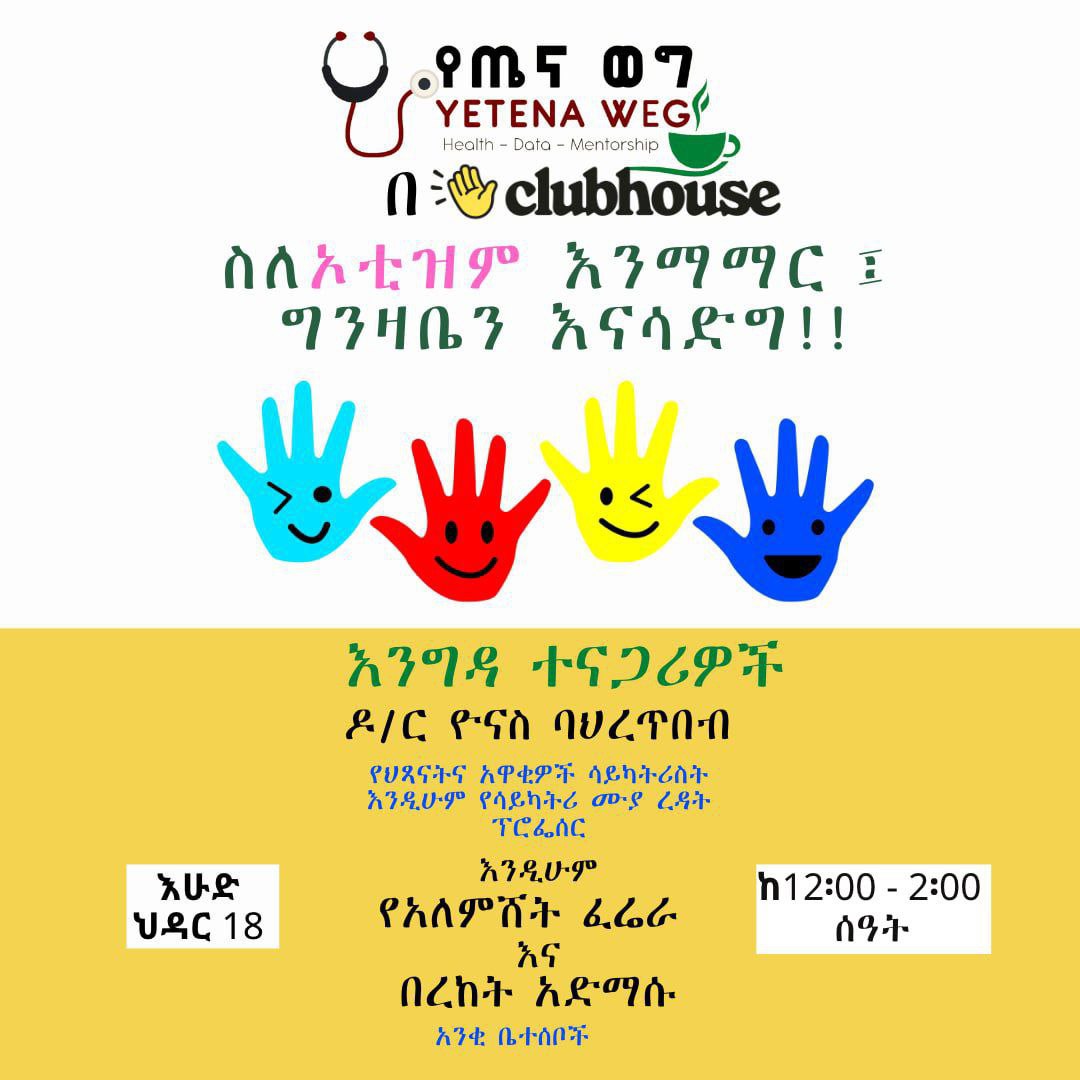 የጤና ወግ
YETENA WEG
Health - Data - Mentorship
በ clubhouse
ስለኦቲዝም እንማማር ፤
ግንዛቤን እናሳድግ!!
እንግዳ ተናጋሪዎች
ዶ/ር ዮናስ ባህረጥበብ
የህጻናትና አዋቂዎች ሳይካትሪስት
እንዲሁም የሳይካትሪ ሙያ ረዳት
ፕሮፌሰር
እንዲሁም
የአለምሸት ፈሬራ
እና
በረከት አድማሱ
አንቂ ቤተሰቦች
እሁድ
ህዳር 18
ከ12፡00 - 2፡00
ሰዓት